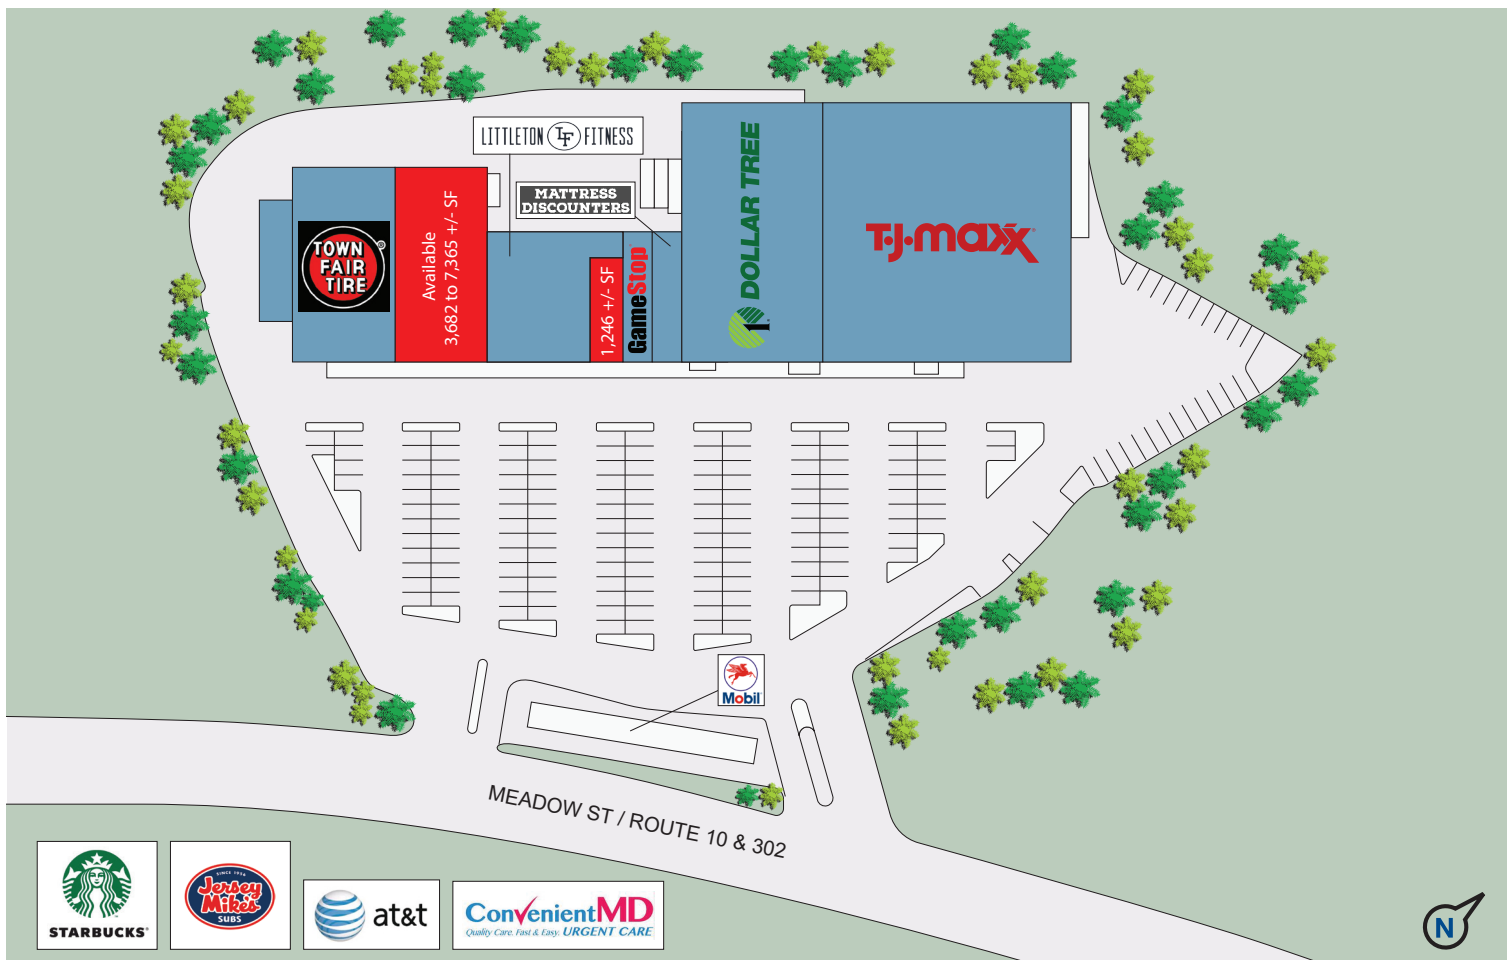 LITTLETON LF FITNESS
MATTRESS
DISCOUNTERS
TOWN
FAIR
TIRE
®
Available
3,682 to 7,365 +/- SF
1,246 +/- SF
GameStop
DOLLAR TREE
T.J.maxx
Mobil
MEADOW ST / ROUTE 10 & 302
STARBUCKS
SINCE 1956
Jersey
Mike's
SUBS
at&t
ConvenientMD
Quality Care. Fast & Easy. URGENT CARE
N